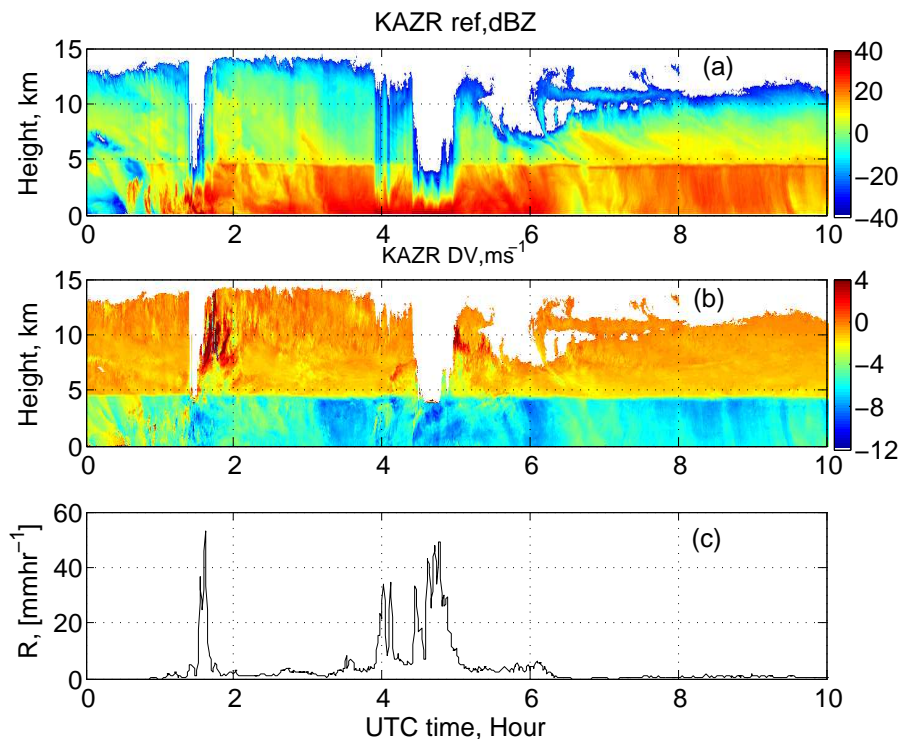 KAZR ref,dBZ
Height, km
15
10
5
0
(a)
40
20
0
−20
−40
0 2 4 6 8 10
KAZR DV,ms−1
Height, km
15
10
5
0
(b)
4
0
−4
−8
−12
0 2 4 6 8 10
R, [mmhr−1]
60
40
20
0
(c)
0 2 4 6 8 10
UTC time, Hour